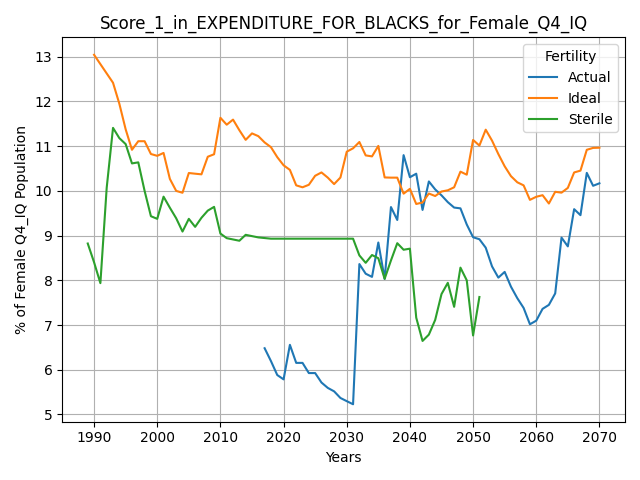 Score_1_in_EXPENDITURE_FOR_BLACKS_for_Female_Q4_IQ
% of Female Q4_IQ Population
13
12
11
10
9
8
7
6
5
Fertility
Actual
Ideal
Sterile
1990 2000 2010 2020 2030 2040 2050 2060 2070
Years